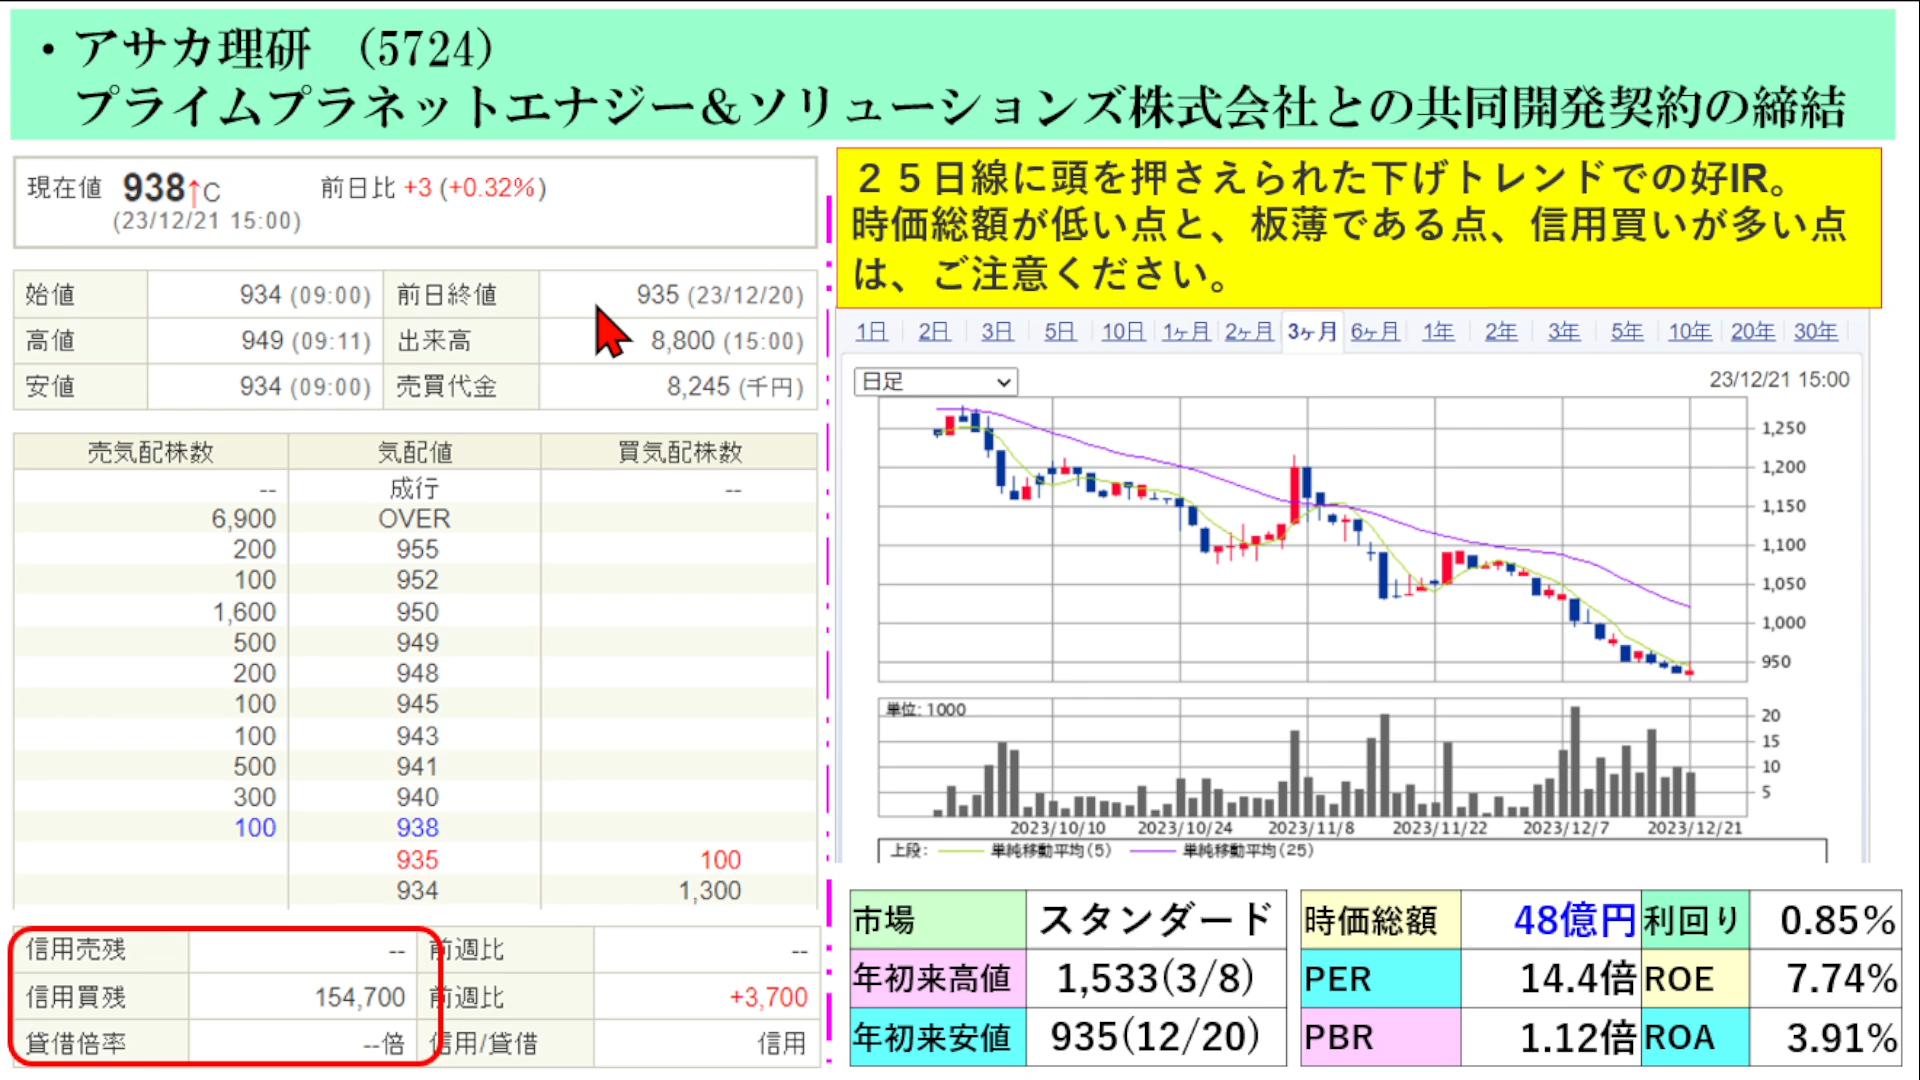 ・アサカ理研　（5724）
プライムプラネットエナジー＆ソリューションズ株式会社との共同開発契約の締結
現在値 938↑C 前日比 +3 (+0.32%)
(23/12/21 15:00)
始値 934 (09:00) 前日終値 935 (23/12/20)
高値 949 (09:11) 出来高 8,800 (15:00)
安値 934 (09:00) 売買代金 8,245 (千円)
売気配株数 気配値 買気配株数
-- 成行 --
6,900 OVER
200 955
100 952
1,600 950
500 949
200 948
100 945
100 943
500 941
300 940
100 938
935 100
934 1,300
信用売残 -- 前週比 --
信用買残 154,700 前週比 +3,700
貸借倍率 --倍 信用/貸借 信用
２５日線に頭を押さえられた下げトレンドでの好IR。
時価総額が低い点と、板薄である点、信用買いが多い点
は、ご注意ください。
1日 2日 3日 5日 10日 1ヶ月 2ヶ月 3ヶ月 6ヶ月 1年 2年 3年 5年 10年 20年 30年
日足 23/12/21 15:00
1,250
1,200
1,150
1,100
1,050
1,000
950
単位: 1000
20
15
10
5
2023/10/10 2023/10/24 2023/11/8 2023/11/22 2023/12/7 2023/12/21
上段: 単純移動平均(5) 単純移動平均(25)
市場 スタンダード 時価総額 48億円 利回り 0.85%
年初来高値 1,533(3/8) PER 14.4倍 ROE 7.74%
年初来安値 935(12/20) PBR 1.12倍 ROA 3.91%